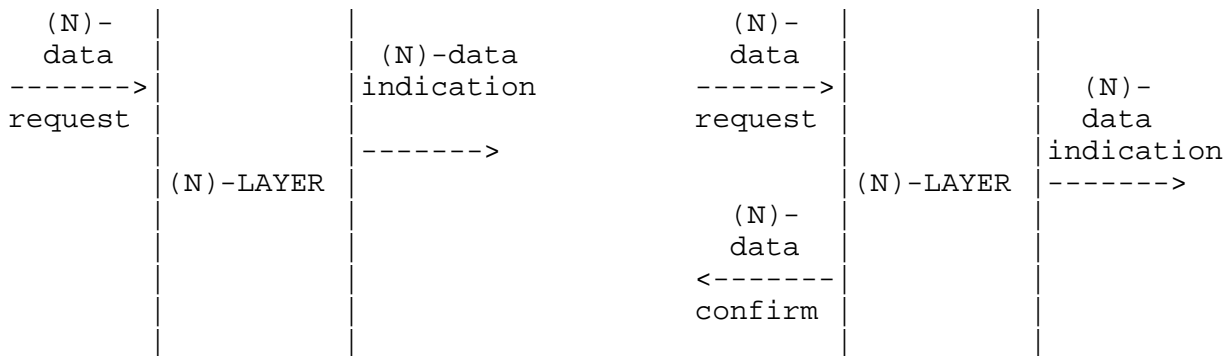 (N)- (N)-
data (N)-data data
-------> indication -------> (N)-
request request data
-------> indication
(N)-LAYER (N)-LAYER ------->
(N)-
data
<-------
confirm